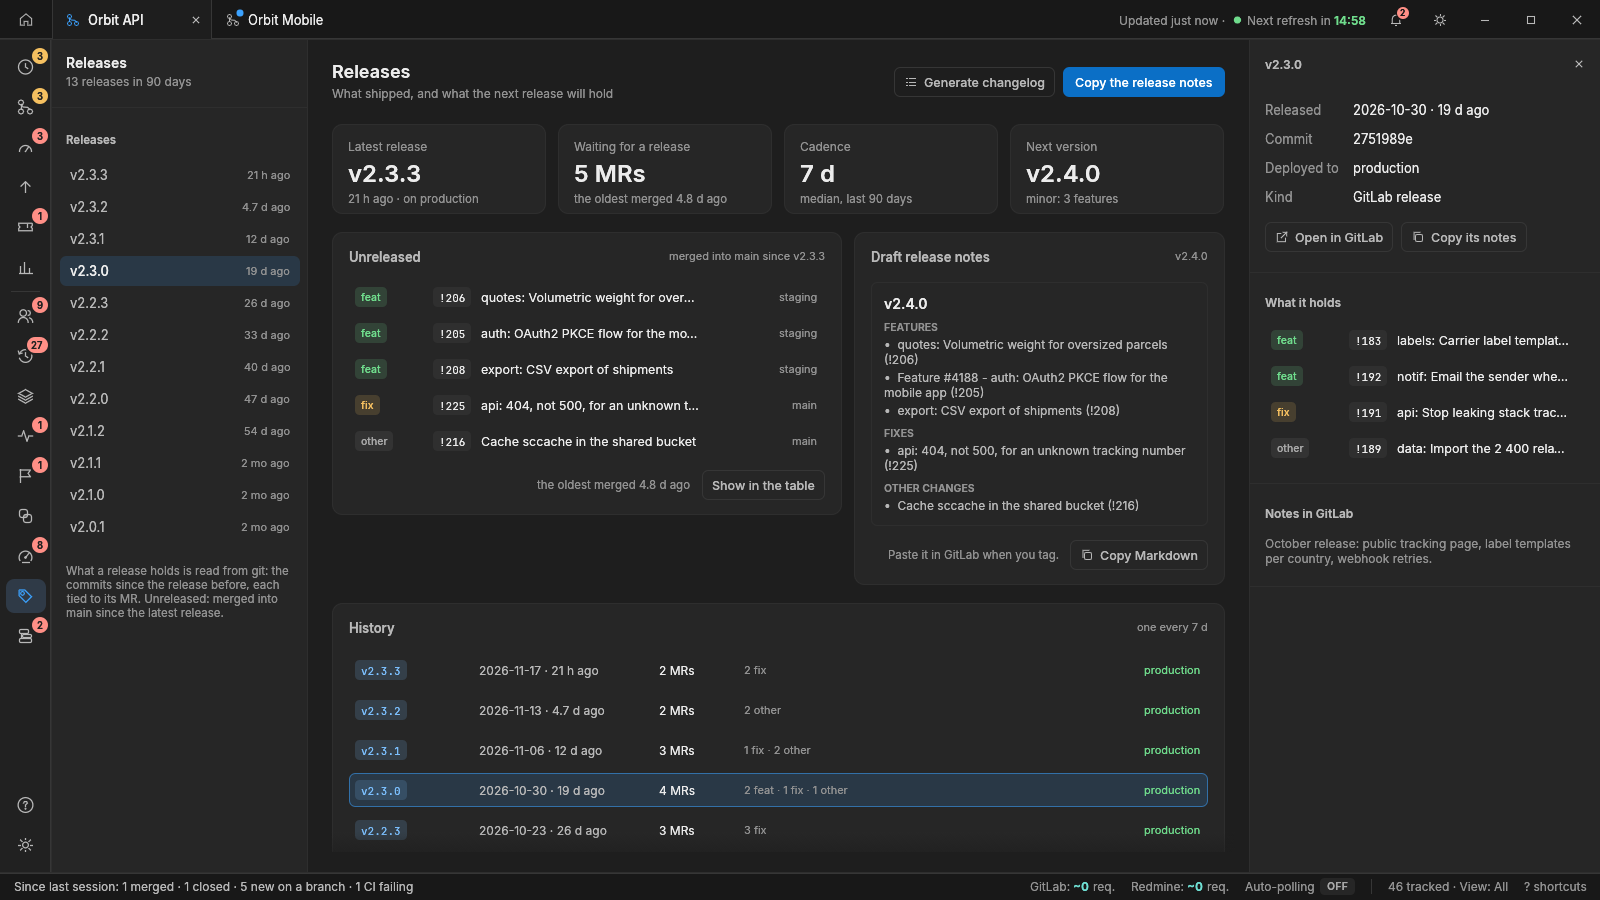 Orbit API
Orbit Mobile
Updated just now ·
Next refresh in 14:58
2
3
3
3
1
9
27
1
1
8
2
Releases
13 releases in 90 days
Releases
v2.3.3 21 h ago
v2.3.2 4.7 d ago
v2.3.1 12 d ago
v2.3.0 19 d ago
v2.2.3 26 d ago
v2.2.2 33 d ago
v2.2.1 40 d ago
v2.2.0 47 d ago
v2.1.2 54 d ago
v2.1.1 2 mo ago
v2.1.0 2 mo ago
v2.0.1 2 mo ago
What a release holds is read from git: the
commits since the release before, each
tied to its MR. Unreleased: merged into
main since the latest release.
Releases
What shipped, and what the next release will hold
Generate changelog
Copy the release notes
Latest release
v2.3.3
21 h ago · on production
Waiting for a release
5 MRs
the oldest merged 4.8 d ago
Cadence
7 d
median, last 90 days
Next version
v2.4.0
minor: 3 features
Unreleased merged into main since v2.3.3
feat !206 quotes: Volumetric weight for over... staging
feat !205 auth: OAuth2 PKCE flow for the mo... staging
feat !208 export: CSV export of shipments staging
fix !225 api: 404, not 500, for an unknown t... main
other !216 Cache sccache in the shared bucket main
the oldest merged 4.8 d ago
Show in the table
Draft release notes v2.4.0
v2.4.0
FEATURES
• quotes: Volumetric weight for oversized parcels
(!206)
• Feature #4188 - auth: OAuth2 PKCE flow for the
mobile app (!205)
• export: CSV export of shipments (!208)
FIXES
• api: 404, not 500, for an unknown tracking number
(!225)
OTHER CHANGES
• Cache sccache in the shared bucket (!216)
Paste it in GitLab when you tag.
Copy Markdown
History one every 7 d
v2.3.3 2026-11-17 · 21 h ago 2 MRs 2 fix production
v2.3.2 2026-11-13 · 4.7 d ago 2 MRs 2 other production
v2.3.1 2026-11-06 · 12 d ago 3 MRs 1 fix · 2 other production
v2.3.0 2026-10-30 · 19 d ago 4 MRs 2 feat · 1 fix · 1 other production
v2.2.3 2026-10-23 · 26 d ago 3 MRs 3 fix production
v2.3.0
Released 2026-10-30 · 19 d ago
Commit 2751989e
Deployed to production
Kind GitLab release
Open in GitLab
Copy its notes
What it holds
feat !183 labels: Carrier label templat...
feat !192 notif: Email the sender whe...
fix !191 api: Stop leaking stack trac...
other !189 data: Import the 2 400 rela...
Notes in GitLab
October release: public tracking page, label templates
per country, webhook retries.
Since last session: 1 merged · 1 closed · 5 new on a branch · 1 CI failing
GitLab: ~0 req. Redmine: ~0 req. Auto-polling OFF 46 tracked · View: All ? shortcuts